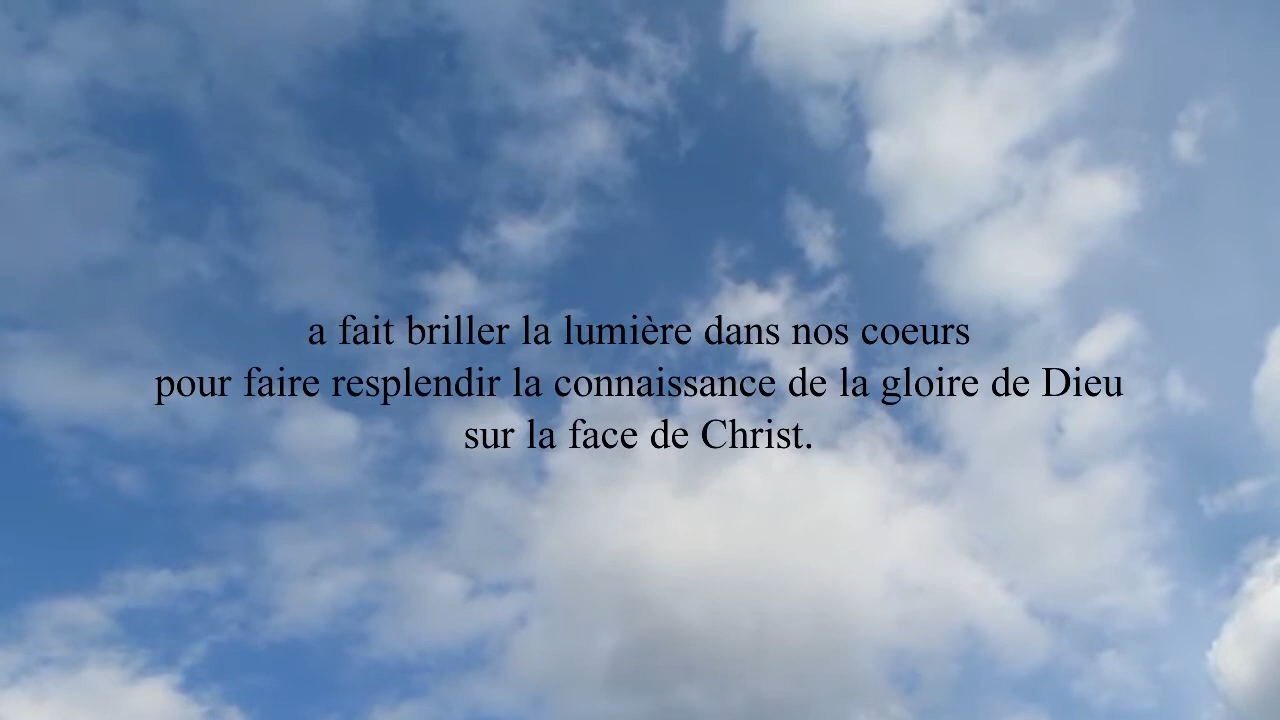 a fait briller la lumière dans nos coeurs
pour faire resplendir la connaissance de la gloire de Dieu
sur la face de Christ.